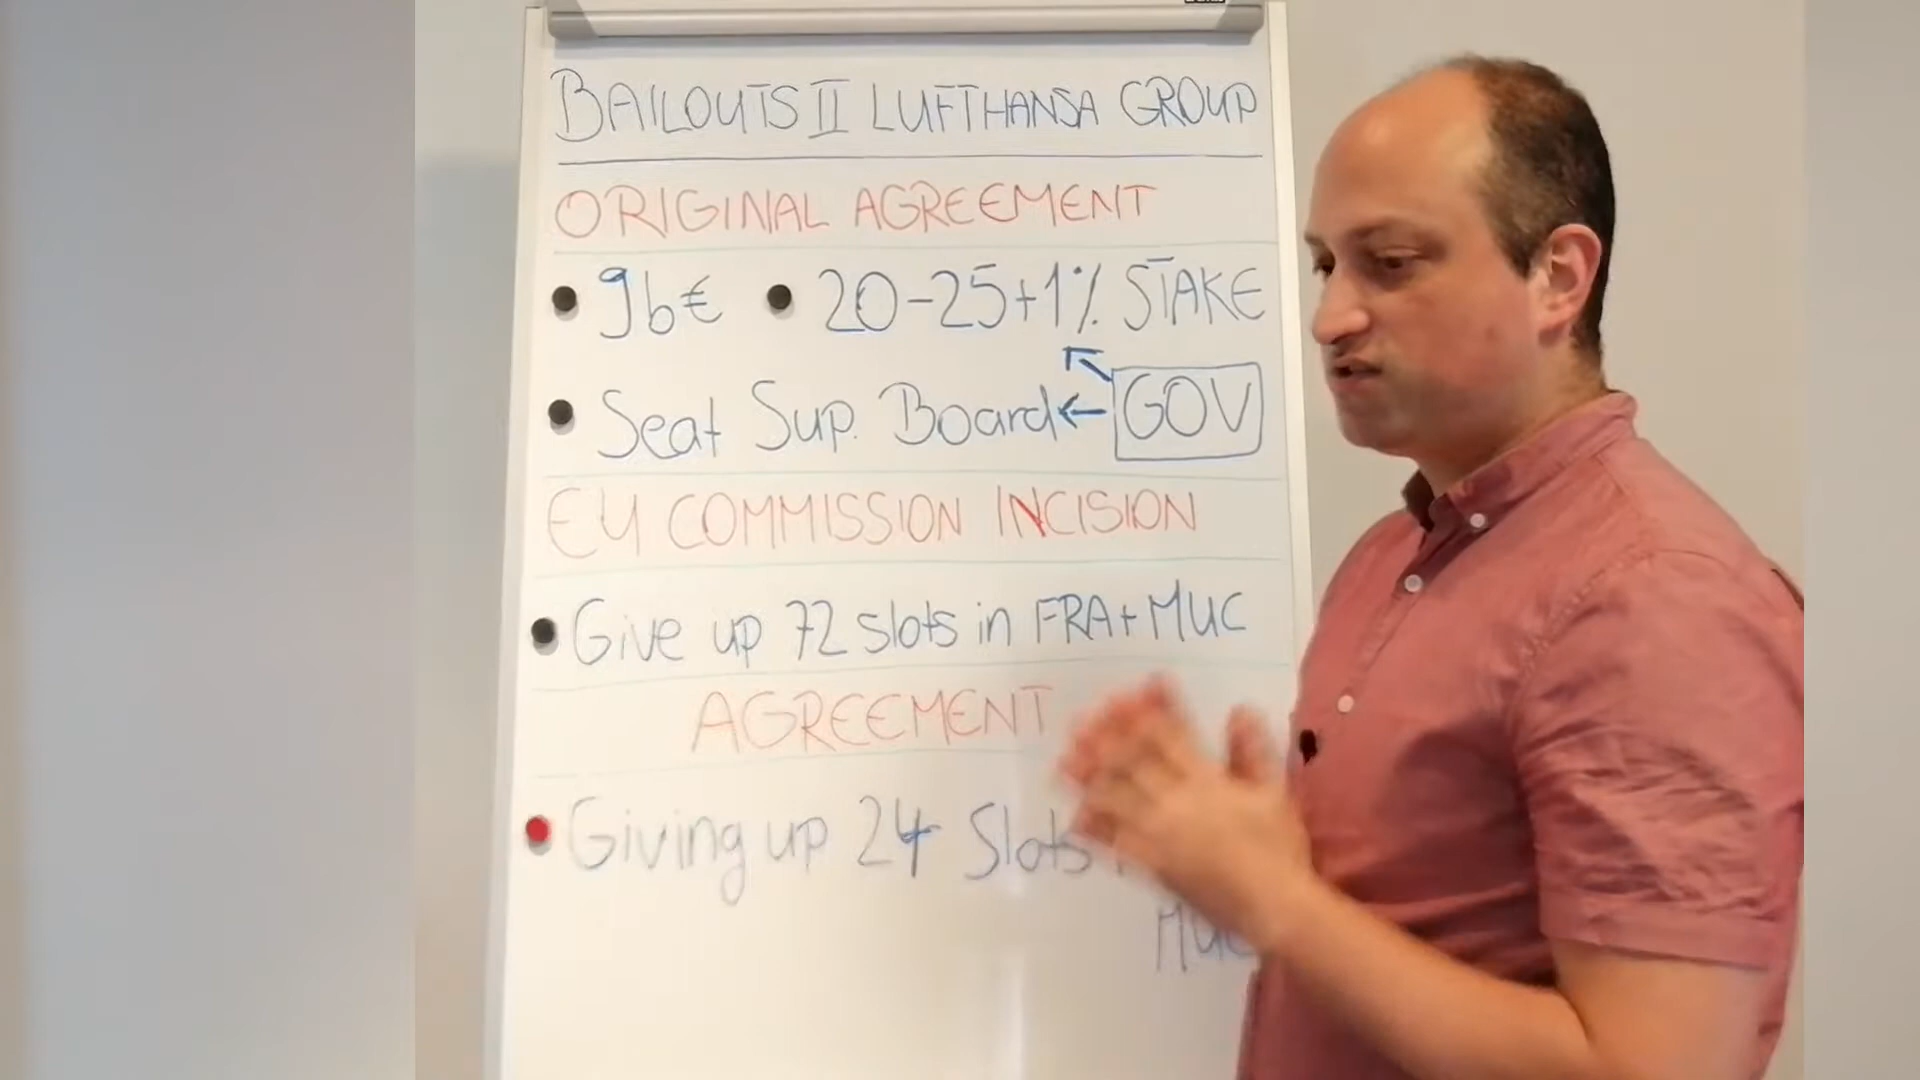 BAILOUTS II LUFTHANSA GROUP
ORIGINAL AGREEMENT
• 9b€ • 20-25+1% STAKE
• Seat Sup. Board ← GOV
EU COMMISSION INCISION
• Give up 72 slots in FRA+MUC
AGREEMENT
• Giving up 24 Slots
MUC